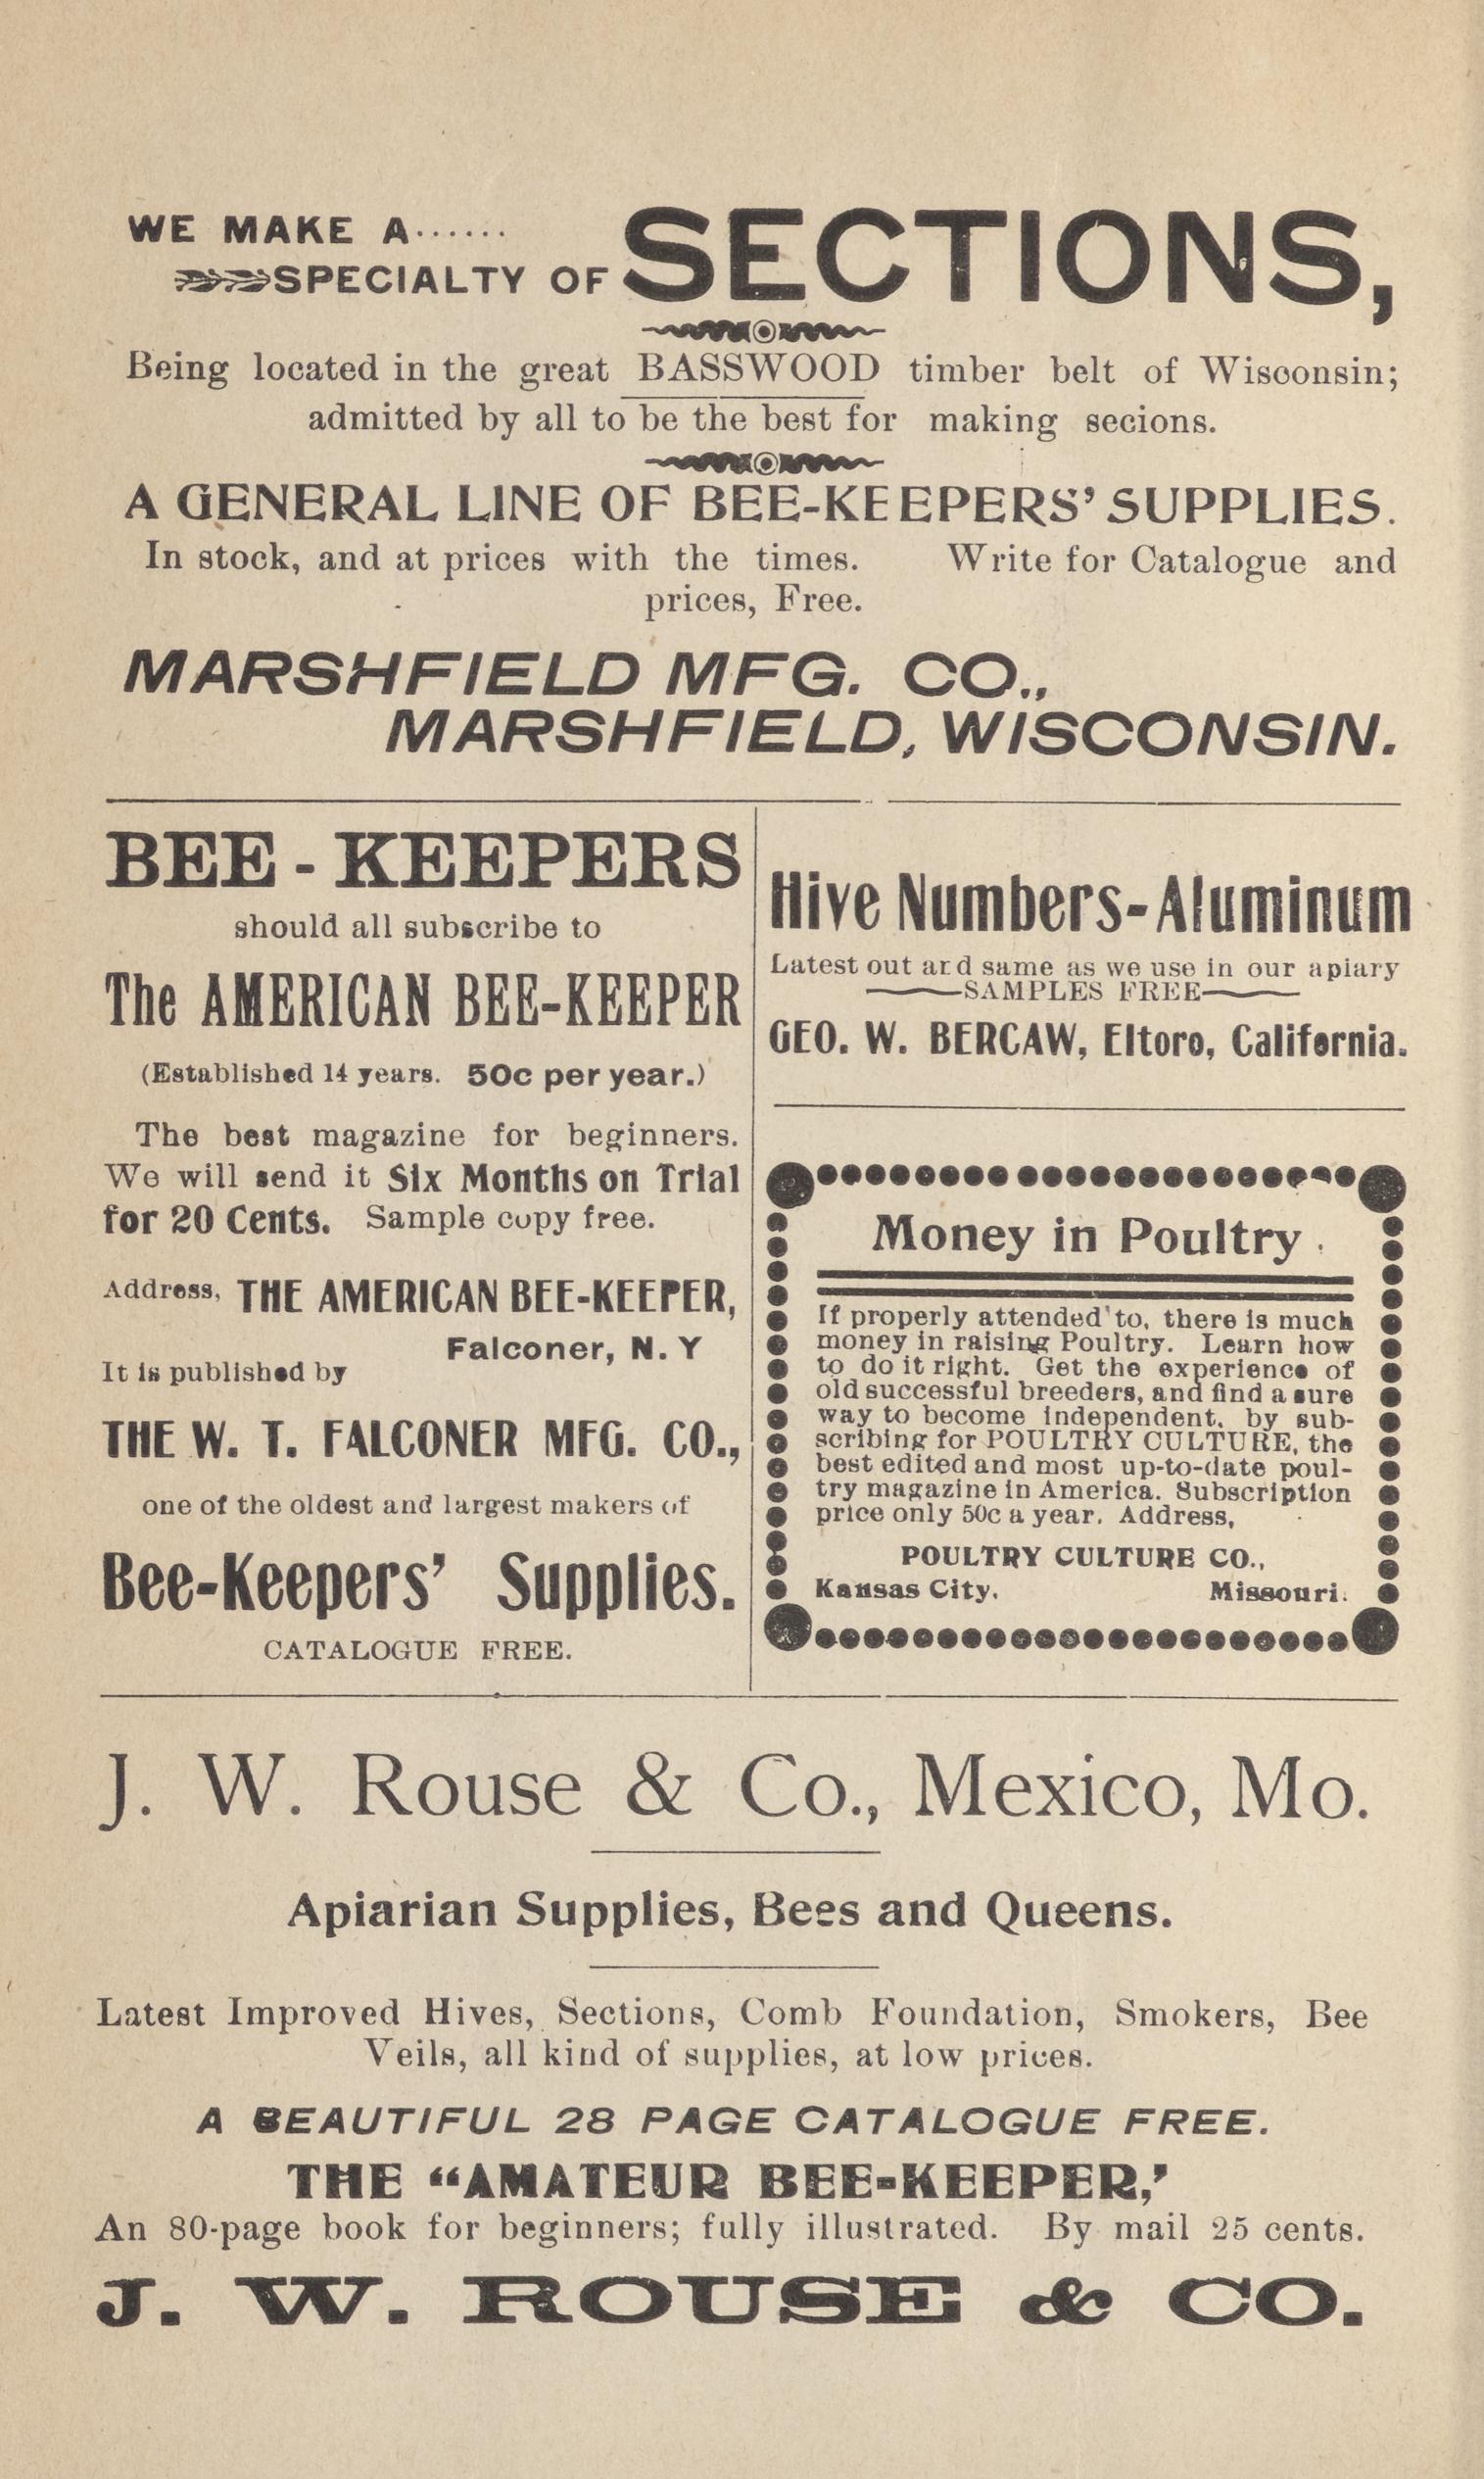 WE MAKE A......
SPECIALTY OF SECTIONS,
Being located in the great BASSWOOD timber belt of Wisconsin;
admitted by all to be the best for making secions.
A GENERAL LINE OF BEE-KEEPERS' SUPPLIES.
In stock, and at prices with the times. Write for Catalogue and
prices, Free.
MARSHFIELD MFG. CO.,
MARSHFIELD, WISCONSIN.
BEE-KEEPERS
should all subscribe to
The AMERICAN BEE-KEEPER
(Established 14 years. 50c per year.)
The best magazine for beginners.
We will send it Six Months on Trial
for 20 Cents. Sample copy free.
Address, THE AMERICAN BEE-KEEPER,
Falconer, N. Y
It is published by
THE W. T. FALCONER MFG. CO.,
one of the oldest and largest makers of
Bee-Keepers' Supplies.
CATALOGUE FREE.
Hive Numbers-Aluminum
Latest out and same as we use in our apiary
SAMPLES FREE
GEO. W. BERCAW, Eltoro, California.
Money in Poultry.
If properly attended to, there is much
money in raising Poultry. Learn how
to do it right. Get the experience of
old successful breeders, and find a sure
way to become independent, by sub-
scribing for POULTRY CULTURE, the
best edited and most up-to-date poul-
try magazine in America. Subscription
price only 50c a year. Address,
POULTRY CULTURE CO.,
Kansas City. Missouri.
J. W. Rouse & Co., Mexico, Mo.
Apiarian Supplies, Bees and Queens.
Latest Improved Hives, Sections, Comb Foundation, Smokers, Bee
Veils, all kind of supplies, at low prices.
A BEAUTIFUL 28 PAGE CATALOGUE FREE.
THE "AMATEUR BEE-KEEPER,'
An 80-page book for beginners; fully illustrated. By mail 25 cents.
J. W. ROUSE & CO.